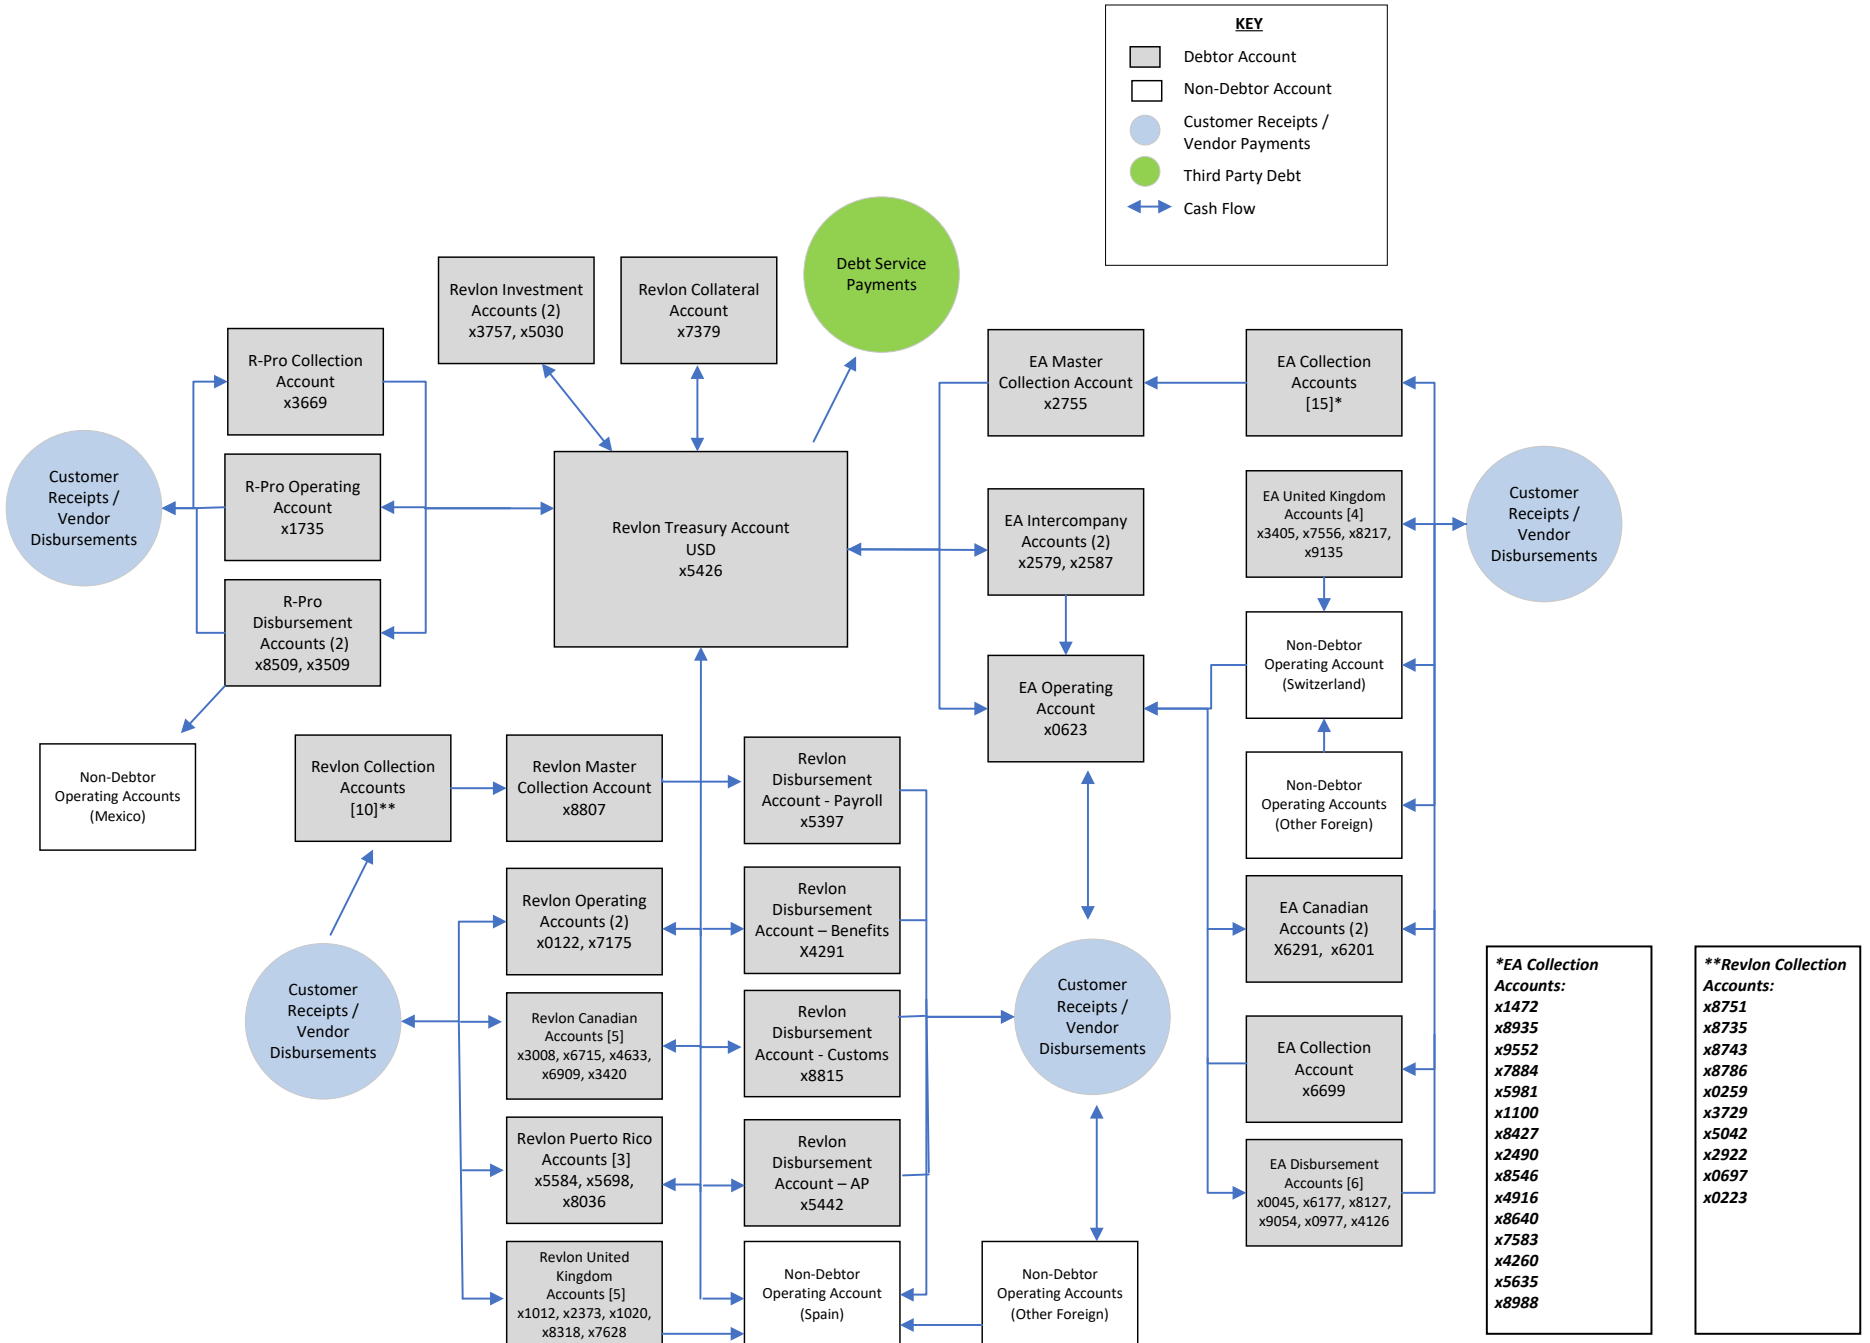 KEY
Debtor Account
Non-Debtor Account
Customer Receipts /
Vendor Payments
Third Party Debt
Cash Flow
Debt Service
Payments
Revlon Investment
Accounts (2)
x3757, x5030
Revlon Collateral
Account
x7379
R-Pro Collection
Account
x3669
EA Master
Collection Account
x2755
EA Collection
Accounts
[15]*
Customer
Receipts /
Vendor
Disbursements
R-Pro Operating
Account
x1735
Revlon Treasury Account
USD
x5426
EA Intercompany
Accounts (2)
x2579, x2587
EA United Kingdom
Accounts [4]
x3405, x7556, x8217,
x9135
Customer
Receipts /
Vendor
Disbursements
R-Pro
Disbursement
Accounts (2)
x8509, x3509
Non-Debtor
Operating Account
(Switzerland)
EA Operating
Account
x0623
Non-Debtor
Operating Accounts
(Mexico)
Revlon Collection
Accounts
[10]**
Revlon Master
Collection Account
x8807
Revlon
Disbursement
Account - Payroll
x5397
Non-Debtor
Operating Accounts
(Other Foreign)
Revlon Operating
Accounts (2)
x0122, x7175
Revlon
Disbursement
Account – Benefits
X4291
EA Canadian
Accounts (2)
X6291, x6201
Customer
Receipts /
Vendor
Disbursements
Revlon Canadian
Accounts [5]
x3008, x6715, x4633,
x6909, x3420
Revlon
Disbursement
Account - Customs
x8815
Customer
Receipts /
Vendor
Disbursements
EA Collection
Account
x6699
Revlon Puerto Rico
Accounts [3]
x5584, x5698,
x8036
Revlon
Disbursement
Account – AP
x5442
EA Disbursement
Accounts [6]
x0045, x6177, x8127,
x9054, x0977, x4126
Revlon United
Kingdom
Accounts [5]
x1012, x2373, x1020,
x8318, x7628
Non-Debtor
Operating Account
(Spain)
Non-Debtor
Operating Accounts
(Other Foreign)
*EA Collection
Accounts:
x1472
x8935
x9552
x7884
x5981
x1100
x8427
x2490
x8546
x4916
x8640
x7583
x4260
x5635
x8988
**Revlon Collection
Accounts:
x8751
x8735
x8743
x8786
x0259
x3729
x5042
x2922
x0697
x0223